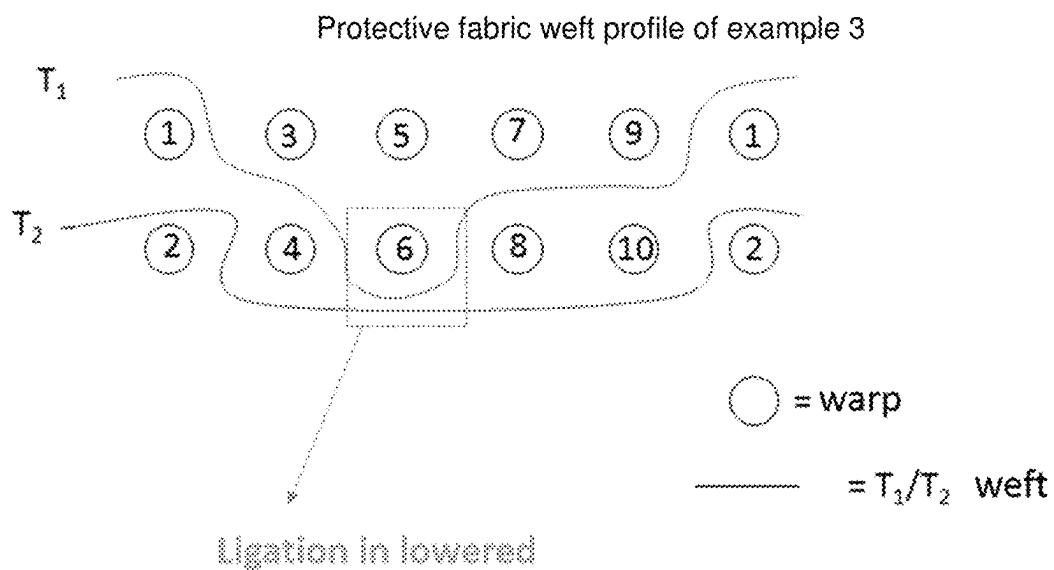 Protective fabric weft profile of example 3
T₁
1 3 5 7 9 1
T₂
2 4 6 8 10 2
= warp
= T₁/T₂ weft
Ligation in lowered